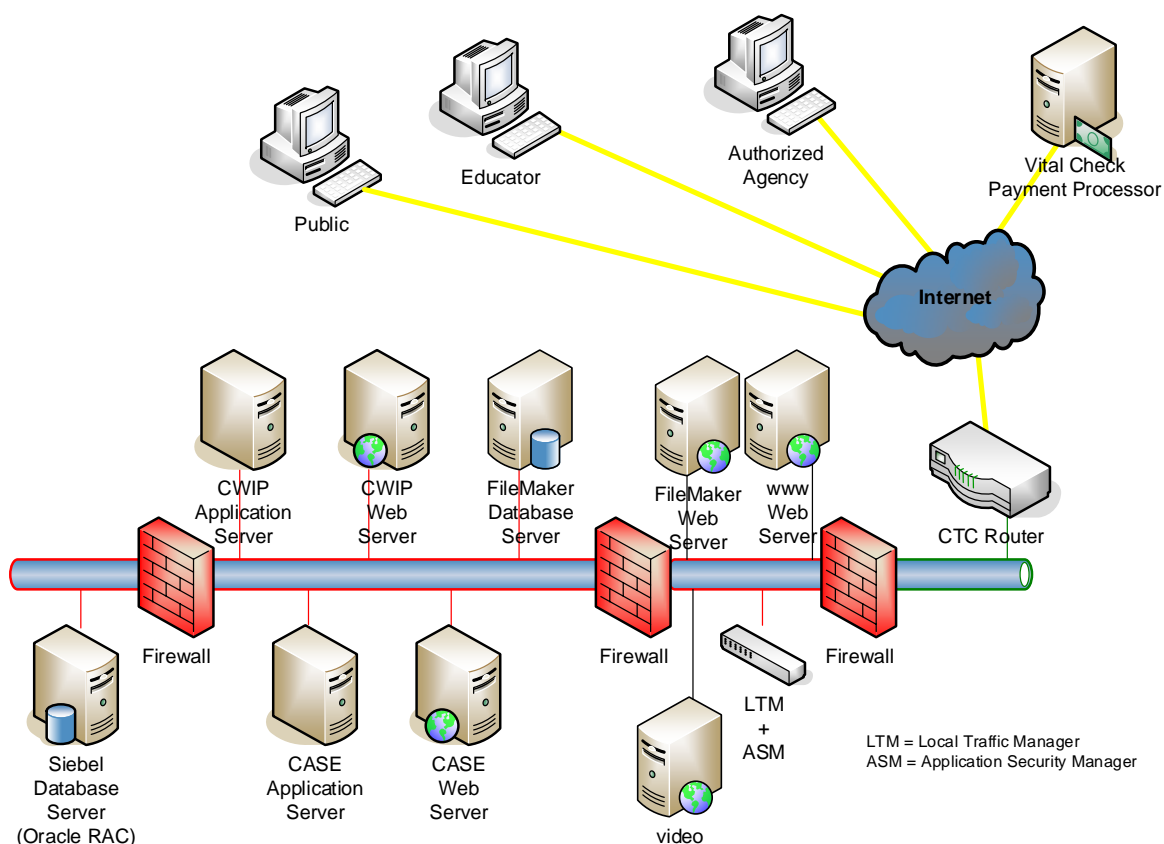 Public
Educator
Authorized
Agency
Vital Check
Payment Processor
Internet
CWIP
Application
Server
CWIP
Web
Server
FileMaker
Database
Server
FileMaker
Web
Server
www
Web
Server
CTC Router
Firewall
Firewall
Firewall
Siebel
Database
Server
(Oracle RAC)
CASE
Application
Server
CASE
Web
Server
LTM
+
ASM
video
LTM = Local Traffic Manager
ASM = Application Security Manager